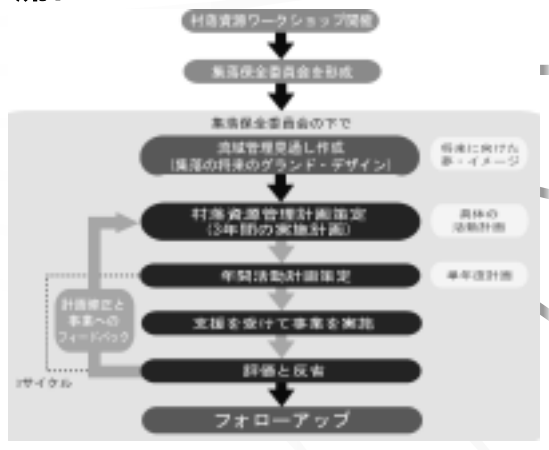 村落資源ワークショップ開催
集落保全委員会を形成
集落保全委員会の下で
流域管理見通し作成
(集落の将来のグランド・デザイン)
将来に向けた
夢・イメージ
村落資源管理計画策定
(3年間の実施計画)
具体の
活動計画
年間活動計画策定
単年度計画
計画修正と
事業への
フィードバック
支援を受けて事業を実施
評価と反省
サイクル
フォローアップ